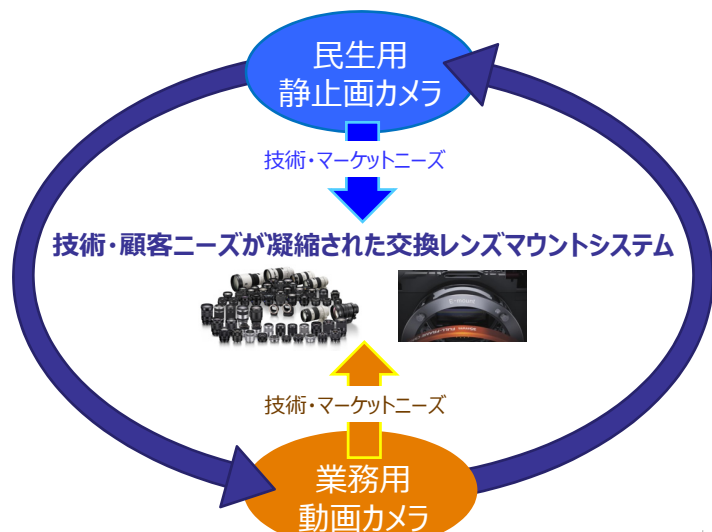 民生用
静止画カメラ
技術・マーケットニーズ
技術・顧客ニーズが凝縮された交換レンズマウントシステム
技術・マーケットニーズ
業務用
動画カメラ